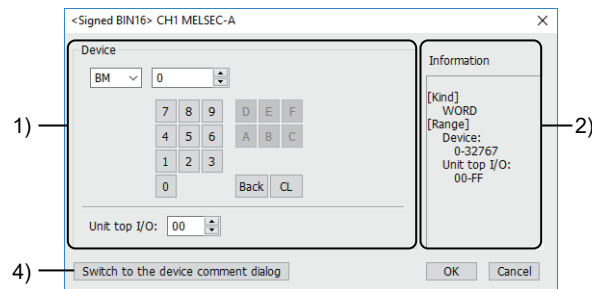 <Signed BIN16> CH1 MELSEC-A
Device
BM 0
7 8 9 D E F
4 5 6 A B C
1 2 3
0 Back CL
Unit top I/O: 00
Switch to the device comment dialog
Information
[Kind]
WORD
[Range]
Device:
0-32767
Unit top I/O:
00-FF
OK Cancel
1)
2)
4)